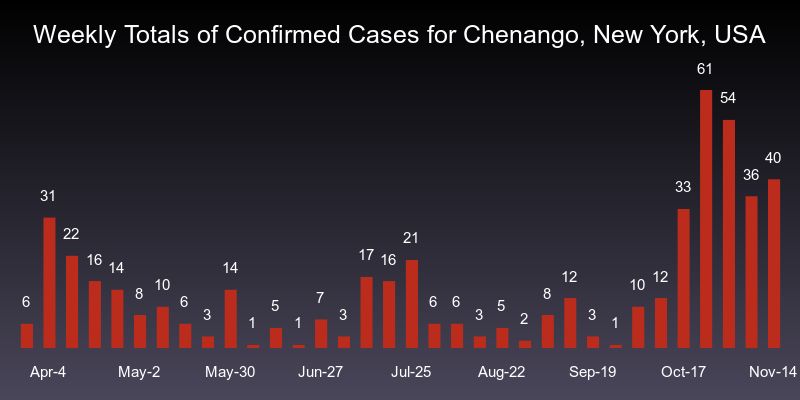 Weekly Totals of Confirmed Cases for Chenango, New York, USA
6 31 22 16 14 8 10 6 3 14 1 5 1 7 3 17 16 21 6 6 3 5 2 8 12 3 1 10 12 33 61 54 36 40
Apr-4 May-2 May-30 Jun-27 Jul-25 Aug-22 Sep-19 Oct-17 Nov-14